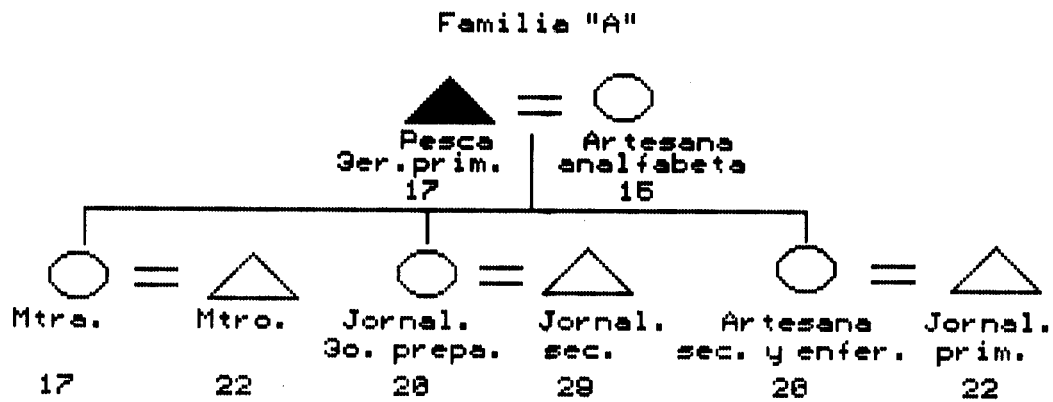 Familia "A"
Pesca Artesana
3er.prim. analfabeta
17 15
Mtra. Mtro. Jornal. Jornal. Artesana Jornal.
3o. prepa. sec. sec. y enfer. prim.
17 22 20 20 22